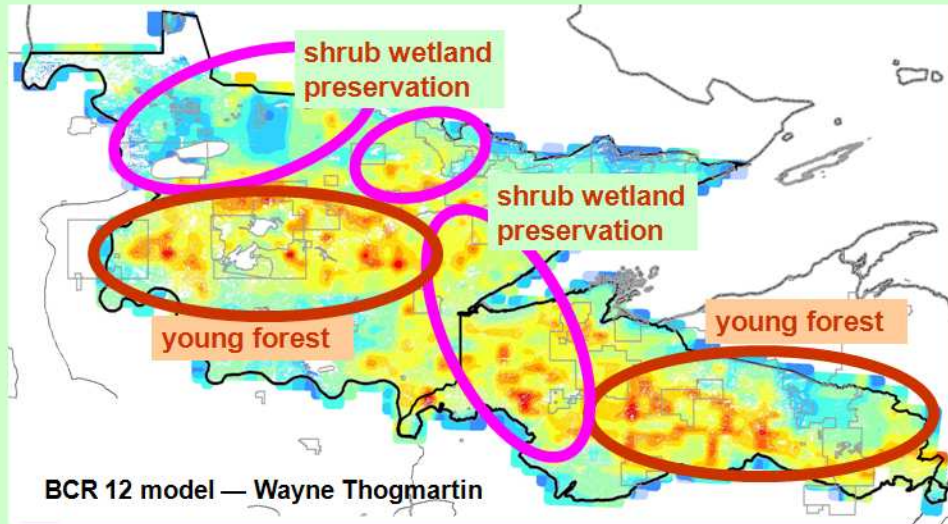 shrub wetland
preservation
shrub wetland
preservation
young forest
young forest
BCR 12 model — Wayne Thogmartin